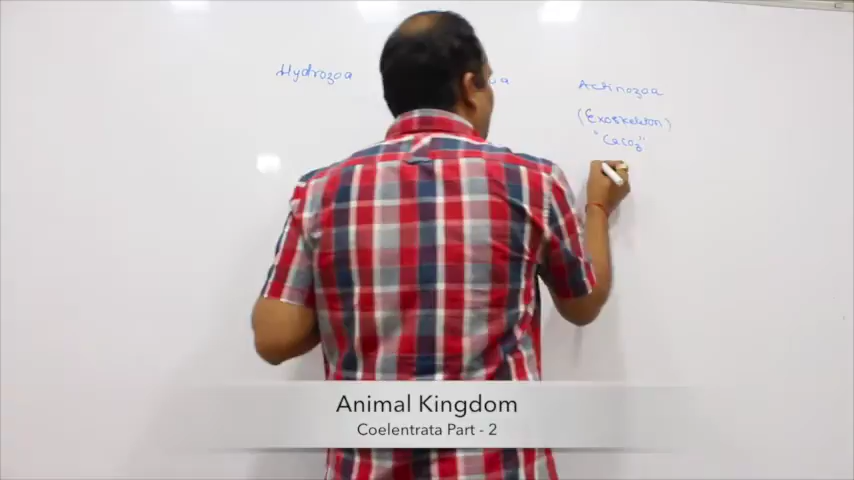 Hydrozoa
Actinozoa
(Exoskeleton)
"CaCO3"
Animal Kingdom
Coelentrata Part - 2